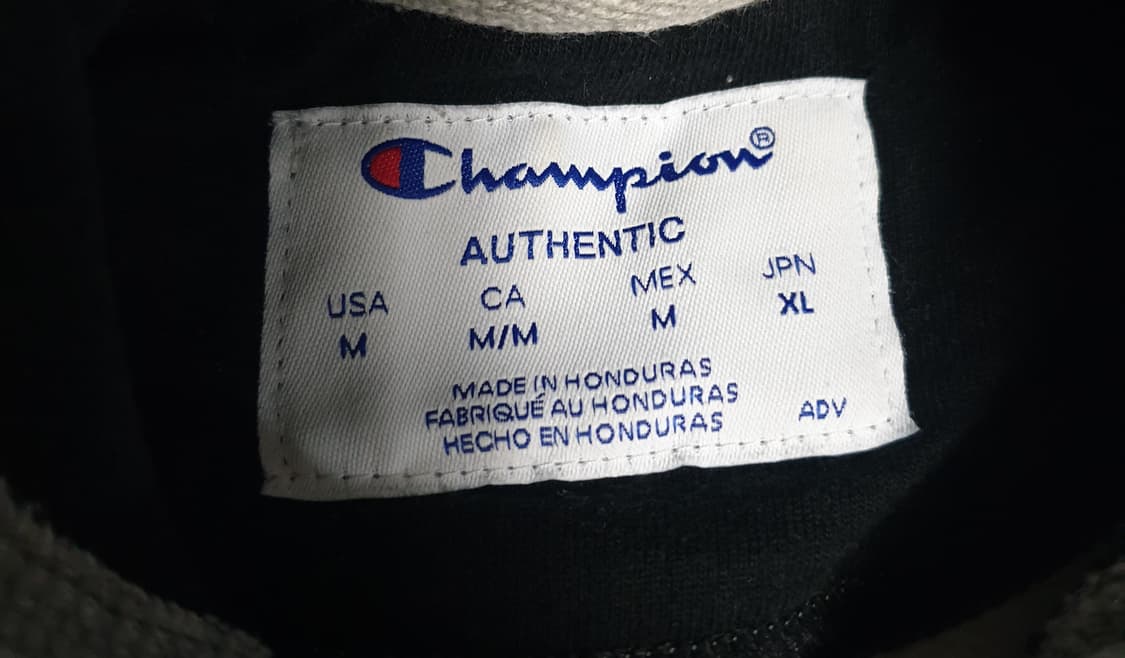 Champion®
AUTHENTIC
USA CA MEX JPN
M M/M M XL
MADE IN HONDURAS
FABRIQUÉ AU HONDURAS
HECHO EN HONDURAS
ADV